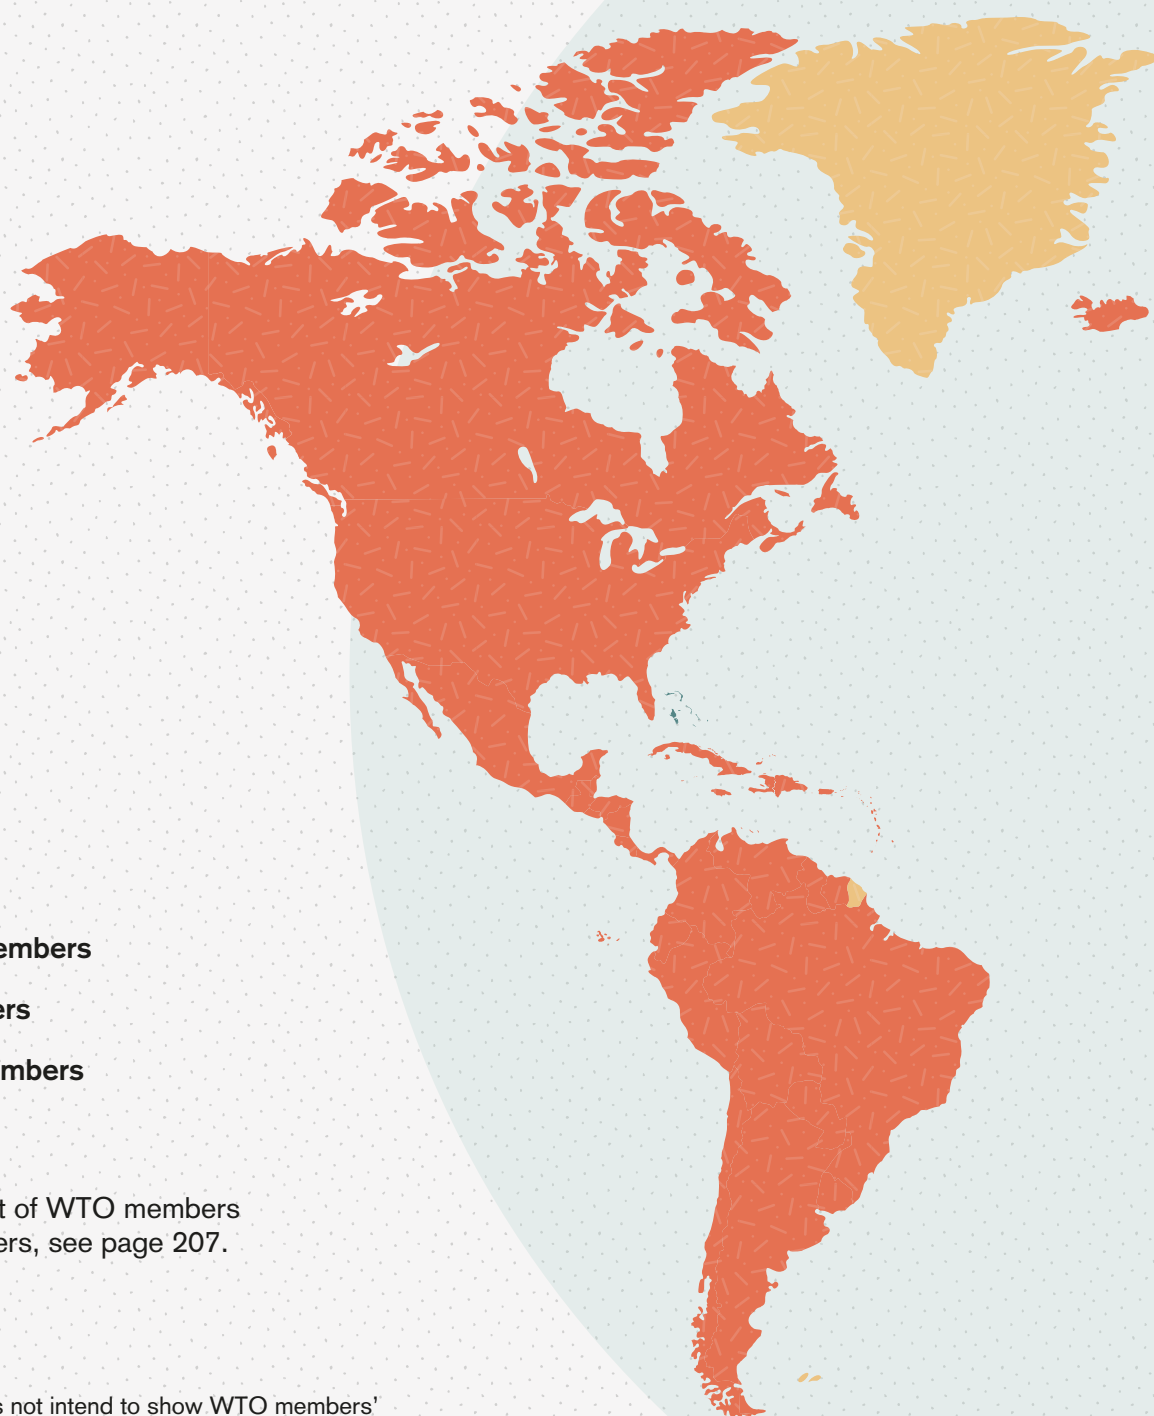 embers
ers
mbers
t of WTO members
ers, see page 207.
s not intend to show WTO members'